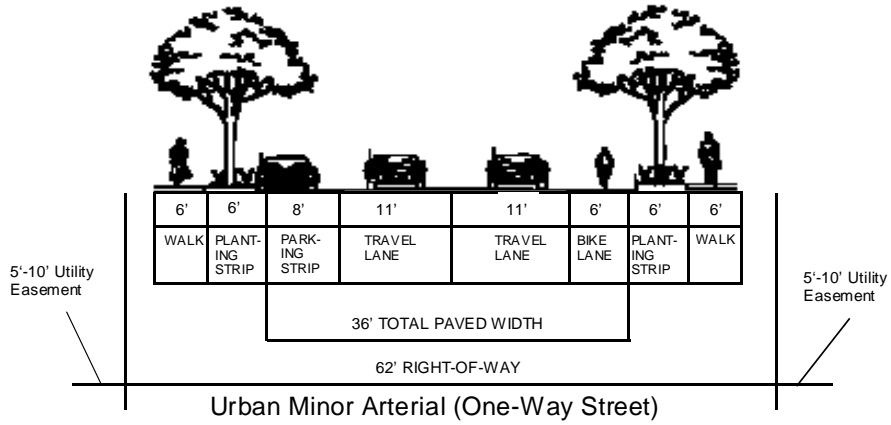 6' 6' 8' 11' 11' 6' 6' 6'
WALK
PLANT-
ING
STRIP
PARK-
ING
STRIP
TRAVEL
LANE
TRAVEL
LANE
BIKE
LANE
PLANT-
ING
STRIP
WALK
5'-10' Utility
Easement
5'-10' Utility
Easement
36' TOTAL PAVED WIDTH
62' RIGHT-OF-WAY
Urban Minor Arterial (One-Way Street)